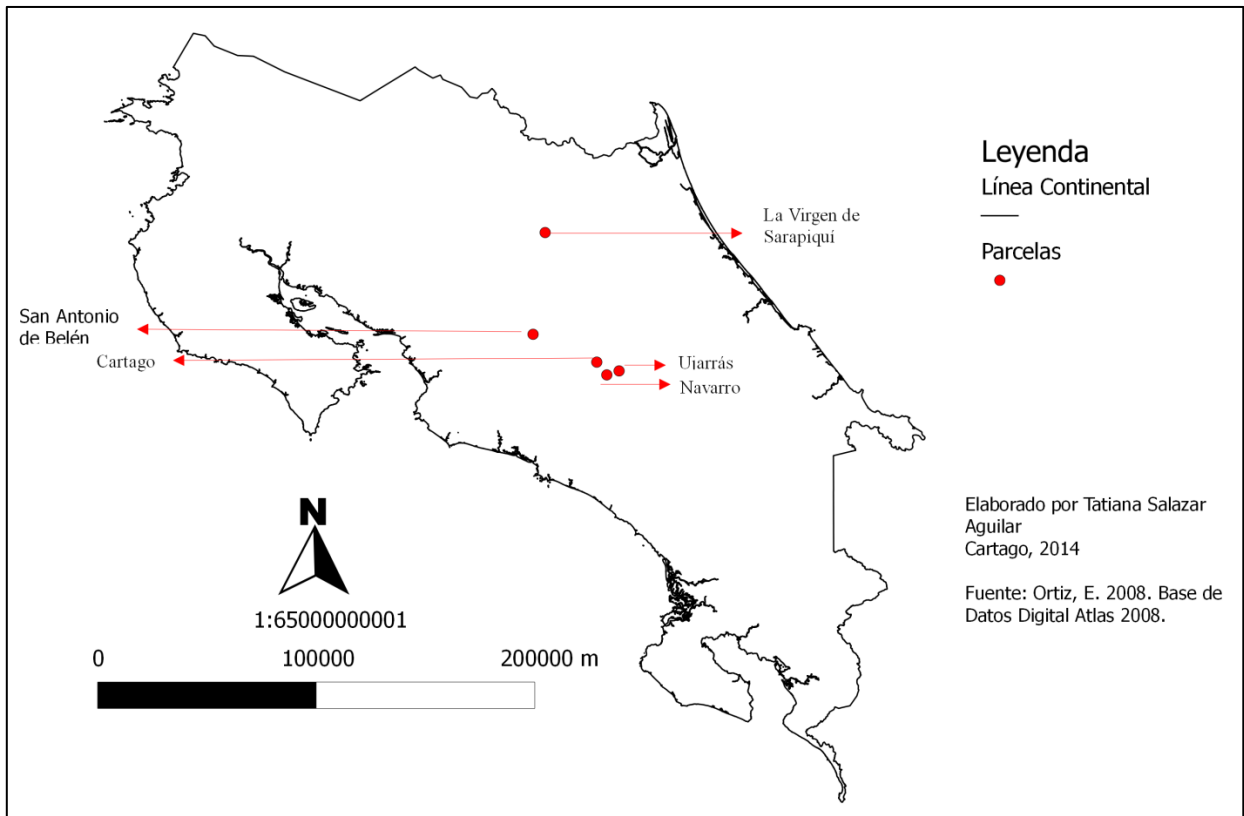 Leyenda
Línea Continental
Parcelas
La Virgen de
Sarapiquí
San Antonio
de Belén
Cartago
Ujarrás
Navarro
N
1:65000000001
0 100000 200000 m
Elaborado por Tatiana Salazar
Aguilar
Cartago, 2014
Fuente: Ortiz, E. 2008. Base de
Datos Digital Atlas 2008.